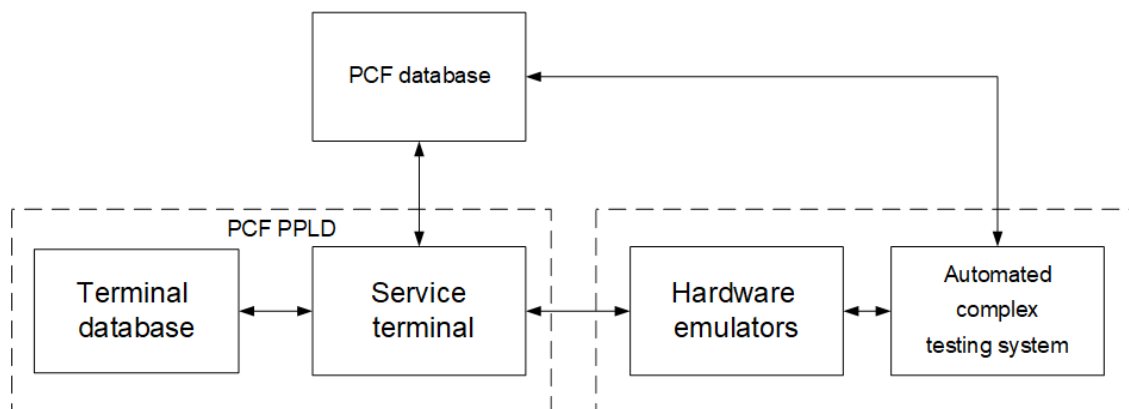 PCF database
PCF PPLD
Terminal
database
Service
terminal
Hardware
emulators
Automated
complex
testing system